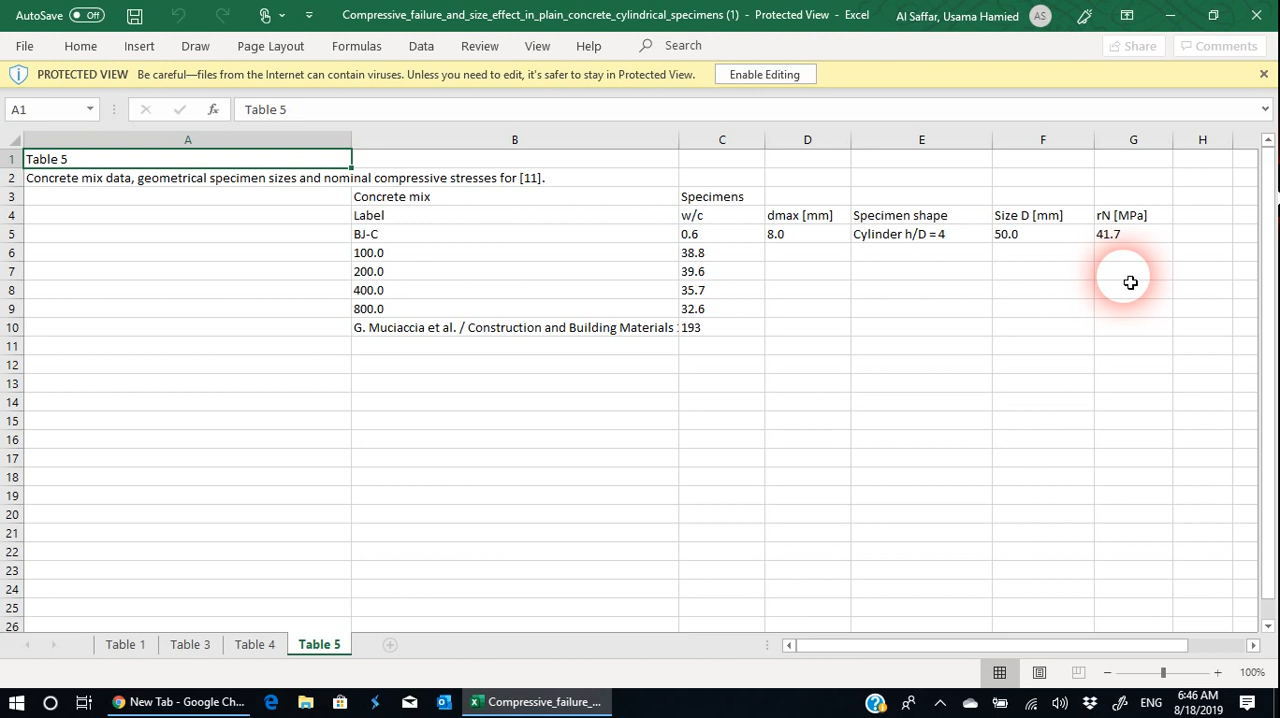 AutoSave Off Compressive_failure_and_size_effect_in_plain_concrete_cylindrical_specimens (1) - Protected View - Excel Al Saffar, Usama Hamied AS
File Home Insert Draw Page Layout Formulas Data Review View Help Search Share Comments
PROTECTED VIEW Be careful—files from the Internet can contain viruses. Unless you need to edit, it's safer to stay in Protected View. Enable Editing
A1 fx Table 5
A B C D E F G H
1 Table 5
2 Concrete mix data, geometrical specimen sizes and nominal compressive stresses for [11].
3 Concrete mix Specimens
4 Label w/c dmax [mm] Specimen shape Size D [mm] rN [MPa]
5 BJ-C 0.6 8.0 Cylinder h/D = 4 50.0 41.7
6 100.0 38.8
7 200.0 39.6
8 400.0 35.7
9 800.0 32.6
10 G. Muciaccia et al. / Construction and Building Materials 193
11
12
13
14
15
16
17
18
19
20
21
22
23
24
25
26
Table 1 Table 3 Table 4 Table 5
100%
New Tab - Google Ch... Compressive_failure_... ENG 6:46 AM
8/18/2019